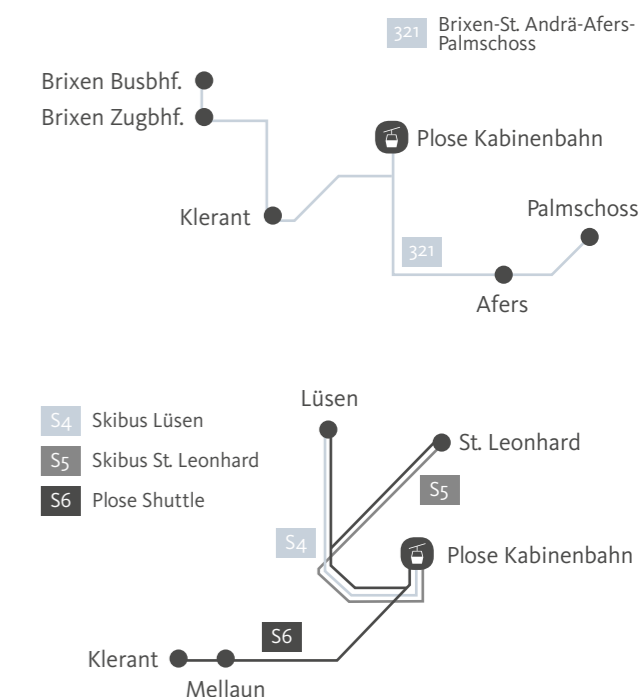 321 Brixen-St. Andrä-Afers-
Palmschoss
Brixen Busbhf.
Brixen Zugbhf.
Plose Kabinenbahn
Klerant
Palmschoss
321
Afers
Lüsen
S4 Skibus Lüsen
St. Leonhard
S5 Skibus St. Leonhard
S5
S6 Plose Shuttle
S4
Plose Kabinenbahn
S6
Klerant
Mellaun